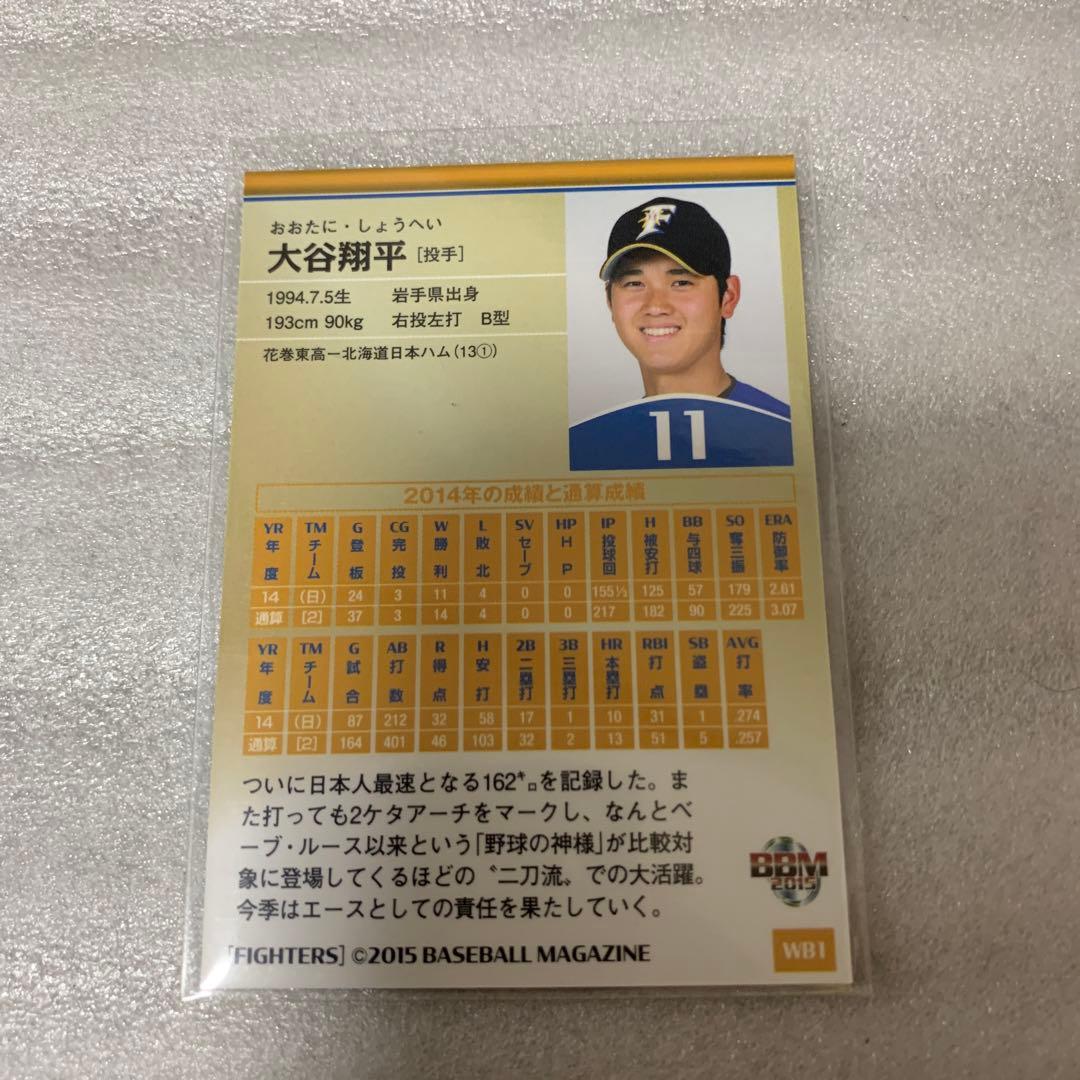 おおたに・しょうへい
大谷翔平 [投手]
1994.7.5生 岩手県出身
193cm 90kg 右投左打 B型
花巻東高ー北海道日本ハム(13①)
F
11
2014年の成績と通算成績
YR TM G CG W L SV HP IP H BB SO ERA
年度 チーム 登板 完投 勝利 敗北 セーブ HP 投球回 被安打 与四球 奪三振 防御率
14 (日) 24 3 11 4 0 0 155⅓ 125 57 179 2.61
通算 [2] 37 3 14 4 0 0 217 182 90 225 3.07
YR TM G AB R H 2B 3B HR RBI SB AVG
年度 チーム 試合 打数 得点 安打 二塁打 三塁打 本塁打 打点 盗塁 打率
14 (日) 87 212 32 58 17 1 10 31 1 .274
通算 [2] 164 401 46 103 32 2 13 51 5 .257
ついに日本人最速となる162㌔を記録した。ま
た打っても2ケタアーチをマークし、なんとベ
ーブ・ルース以来という「野球の神様」が比較対
象に登場してくるほどの〝二刀流〟での大活躍。
今季はエースとしての責任を果たしていく。
BBM
2015
[FIGHTERS] ©2015 BASEBALL MAGAZINE
WB1